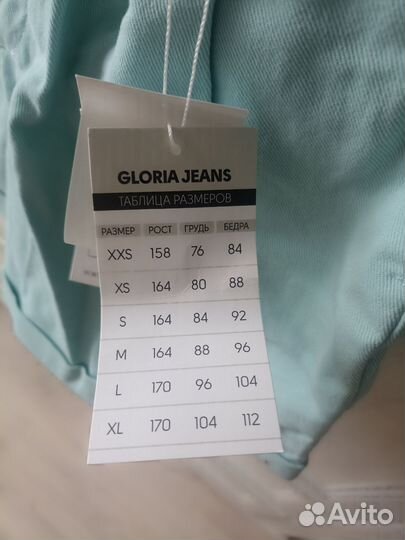 GLORIA JEANS
ТАБЛИЦА РАЗМЕРОВ
РАЗМЕР РОСТ ГРУДЬ БЕДРА
XXS 158 76 84
XS 164 80 88
S 164 84 92
M 164 88 96
L 170 96 104
XL 170 104 112
Avito